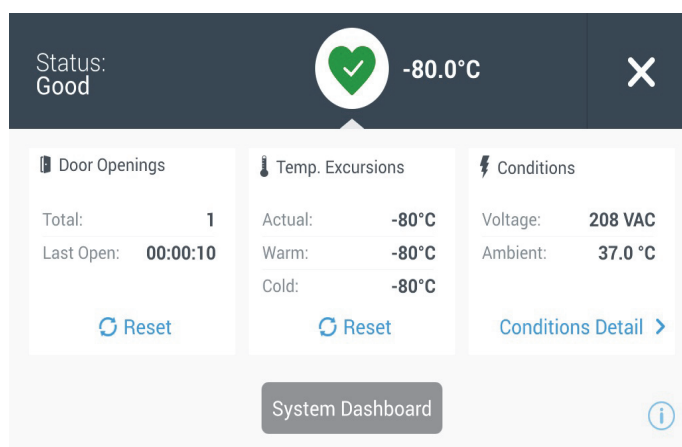 Status:
Good
-80.0°C
Door Openings
Total: 1
Last Open: 00:00:10
Reset
Temp. Excursions
Actual: -80°C
Warm: -80°C
Cold: -80°C
Reset
Conditions
Voltage: 208 VAC
Ambient: 37.0 °C
Conditions Detail
System Dashboard